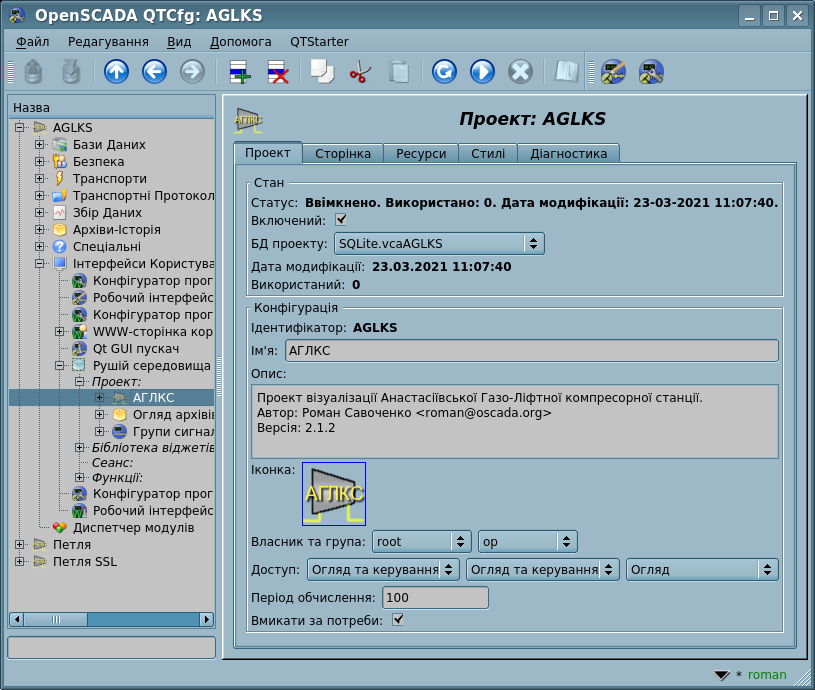 OpenSCADA QTCfg: AGLKS
Файл Редагування Вид Допомога QTStarter
Назва
AGLKS
Бази Даних
Безпека
Транспорти
Транспортні Протокол
Збір Даних
Архіви-Історія
Спеціальні
Інтерфейси Користува
Конфігуратор прог
Робочий інтерфейс
Конфігуратор прог
WWW-сторінка кор
Qt GUI пускач
Рушій середовища
Проект:
АГЛКС
Огляд архівів
Групи сигнал
Бібліотека віджетів
Сеанс:
Функції:
Конфігуратор прог
Робочий інтерфейс
Диспетчер модулів
Петля
Петля SSL
АГЛКС
Проект: AGLKS
Проект Сторінка Ресурси Стилі Діагностика
Стан
Статус: Ввімкнено. Використано: 0. Дата модифікації: 23-03-2021 11:07:40.
Включений:
БД проекту: SQLite.vcaAGLKS
Дата модифікації: 23.03.2021 11:07:40
Використаний: 0
Конфігурація
Ідентифікатор: AGLKS
Ім'я: АГЛКС
Опис:
Проект візуалізації Анастасіївської Газо-Ліфтної компресорної станції.
Автор: Роман Савоченко <roman@oscada.org>
Версія: 2.1.2
Іконка: АГЛКС
Власник та група: root op
Доступ: Огляд та керування Огляд та керування Огляд
Період обчислення: 100
Вмикати за потреби:
* roman